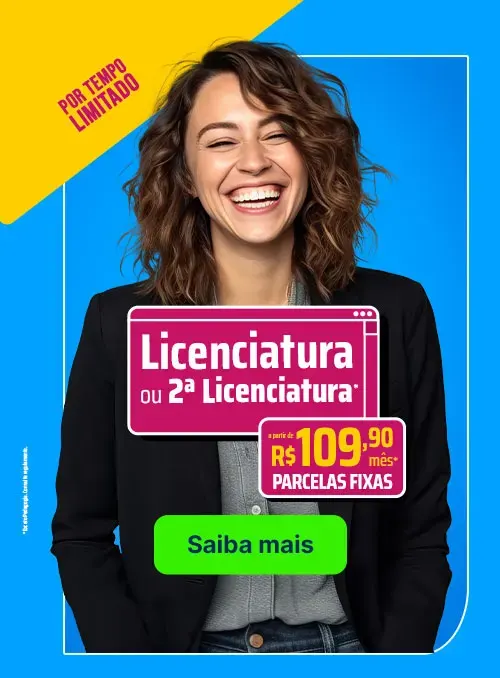 POR TEMPO
LIMITADO
Licenciatura
ou 2ª Licenciatura*
a partir de
R$109,90
mês*
PARCELAS FIXAS
Saiba mais